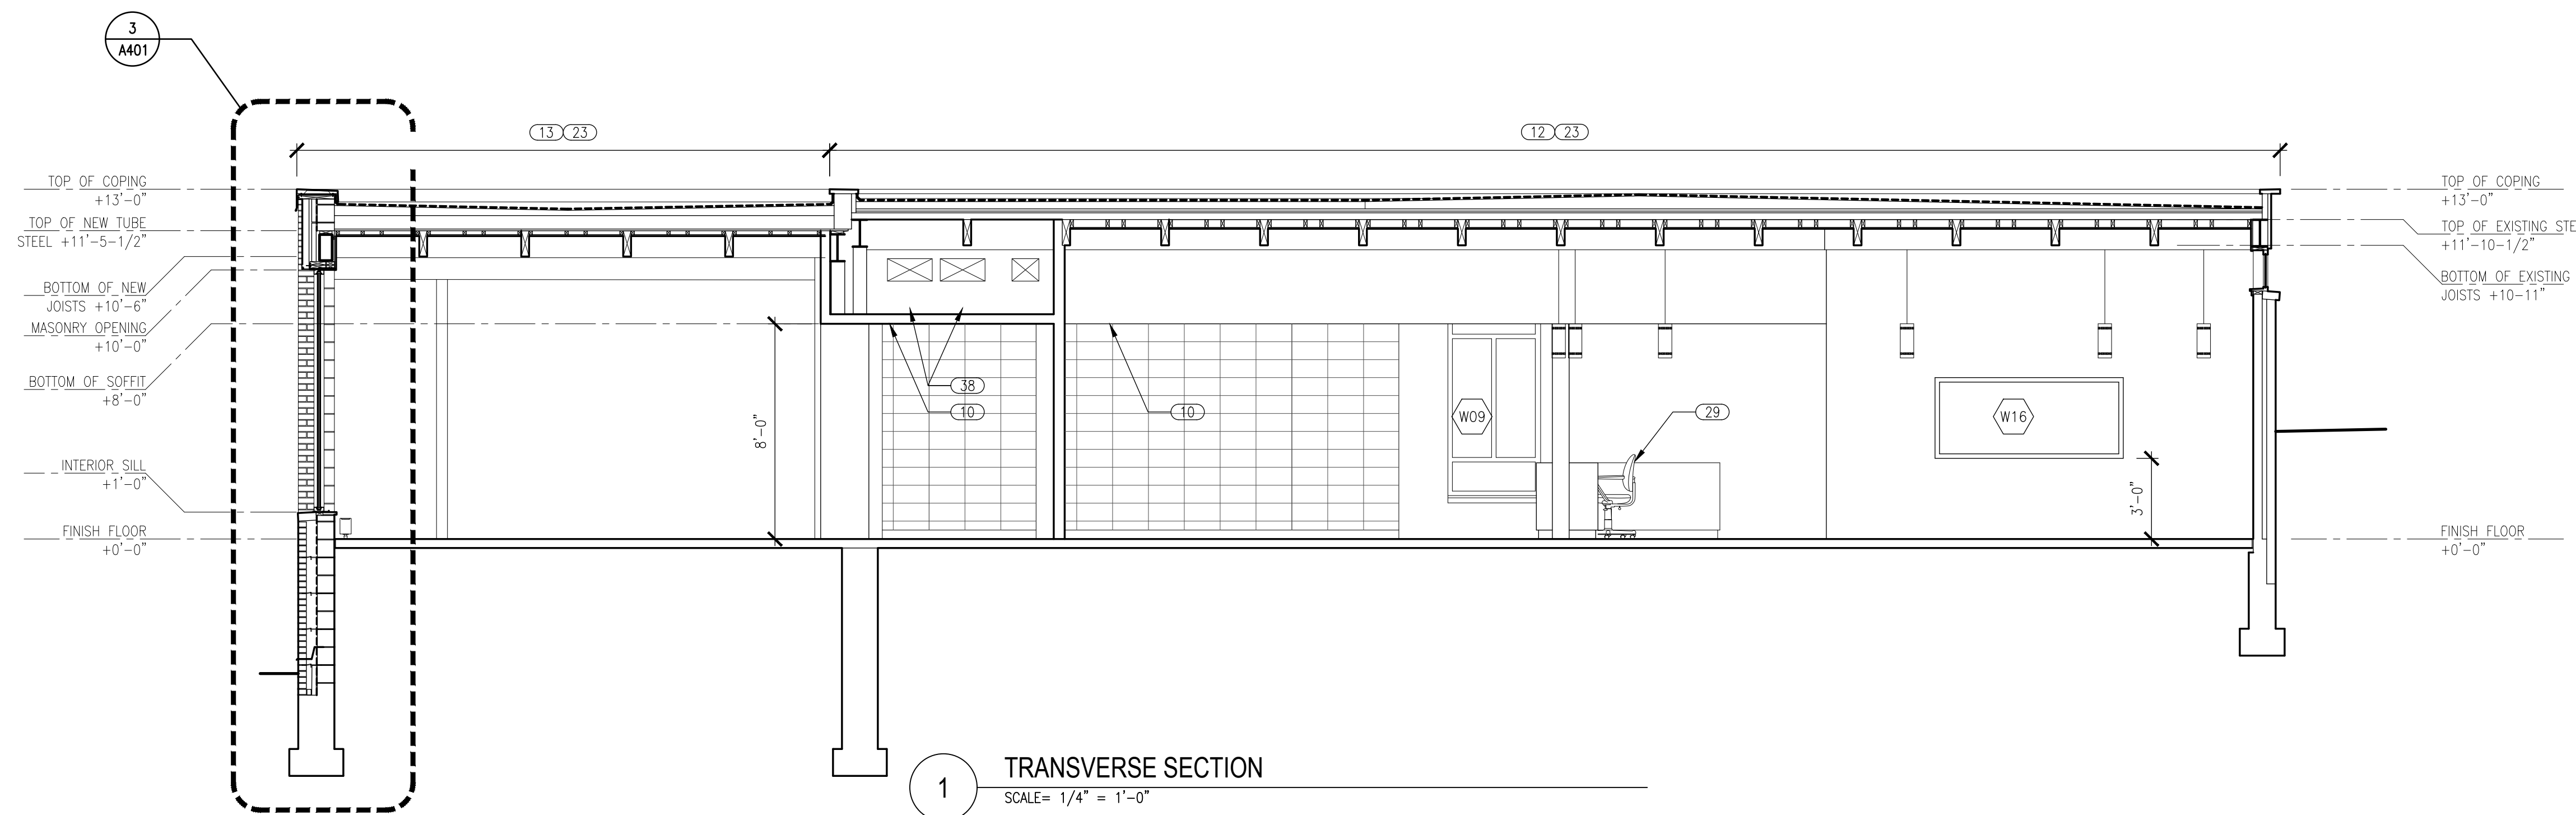 3
A401
13 23
12 23
TOP OF COPING
+13'-0"
TOP OF NEW TUBE
STEEL +11'-5-1/2"
BOTTOM OF NEW
JOISTS +10'-6"
MASONRY OPENING
+10'-0"
BOTTOM OF SOFFIT
+8'-0"
INTERIOR SILL
+1'-0"
FINISH FLOOR
+0'-0"
8'-0"
38
10
10
W09
29
W16
3'-0"
TOP OF COPING
+13'-0"
TOP OF EXISTING STE
+11'-10-1/2"
BOTTOM OF EXISTING
JOISTS +10-11"
FINISH FLOOR
+0'-0"
1
TRANSVERSE SECTION
SCALE= 1/4" = 1'-0"